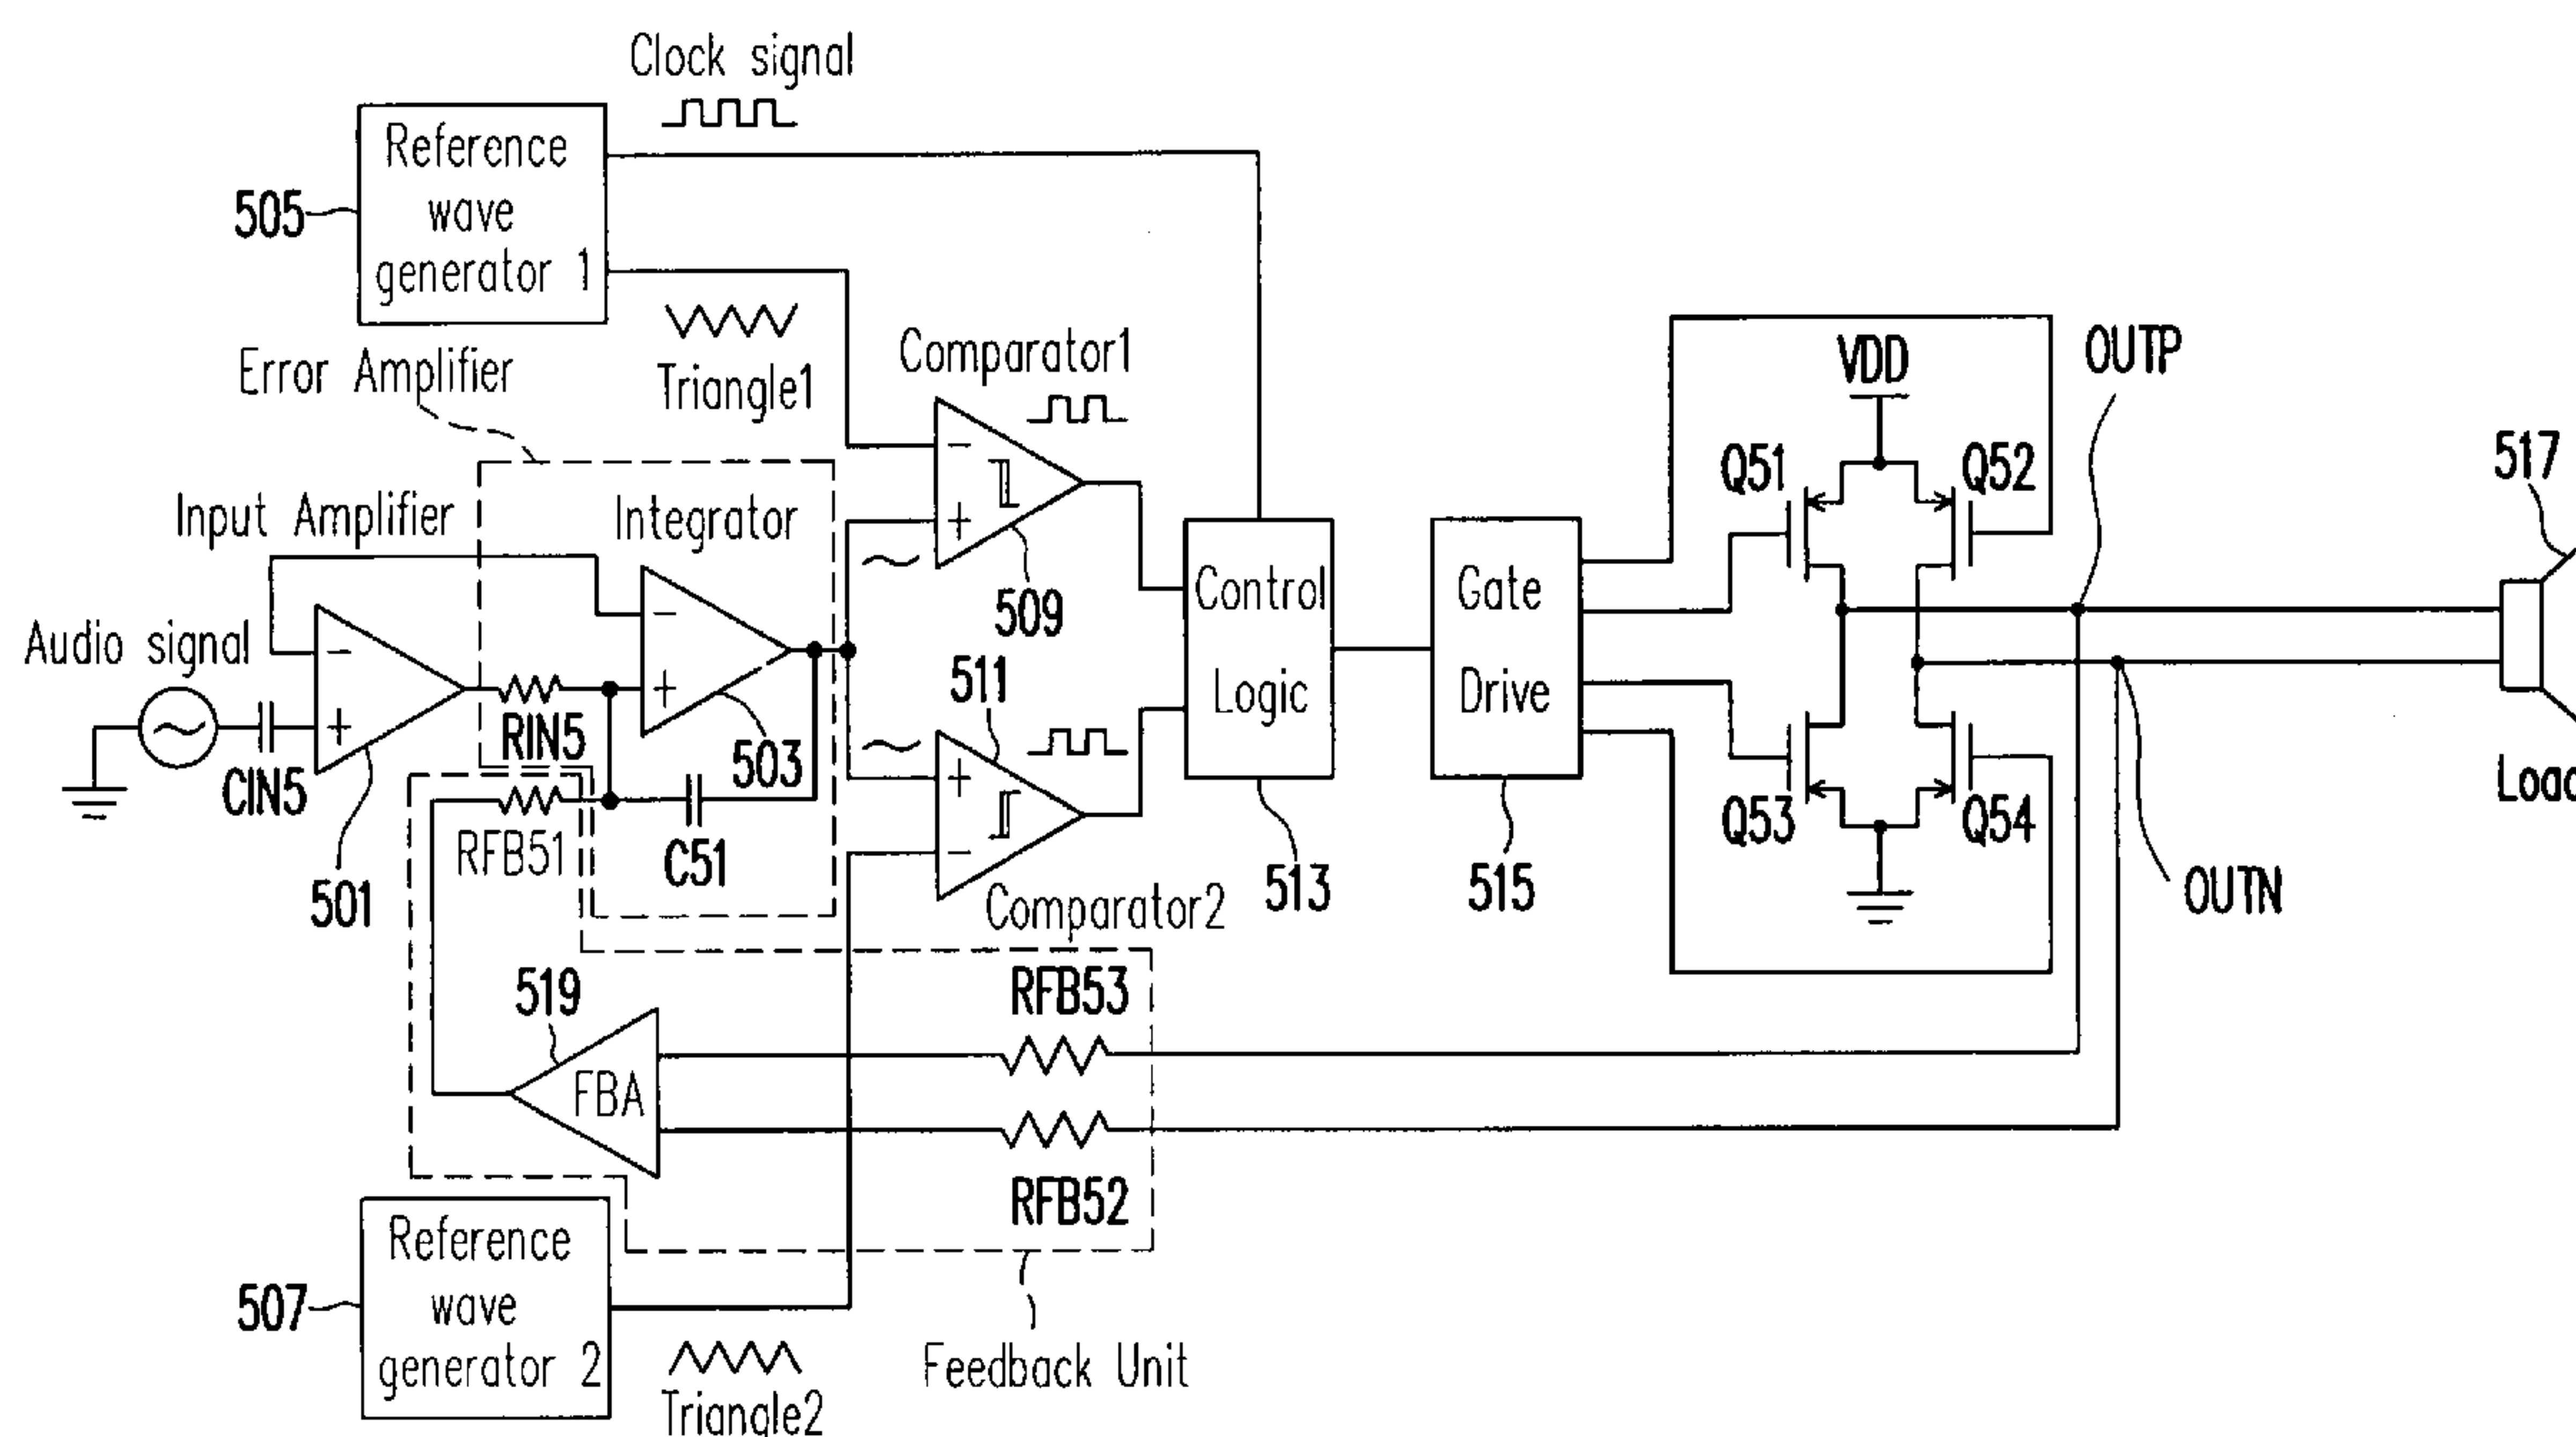 Clock signal
Reference
wave
generator 1
505
Triangle1
Error Amplifier
Comparator1
VDD
OUTP
Q51
Q52
517
Input Amplifier
Integrator
509
Control
Logic
Gate
Drive
Audio signal
511
RIN5
503
CIN5
RFB51
C51
501
Comparator2
513
515
Q53
Q54
OUTN
519
FBA
RFB53
RFB52
Reference
wave
generator 2
507
Triangle2
Feedback Unit